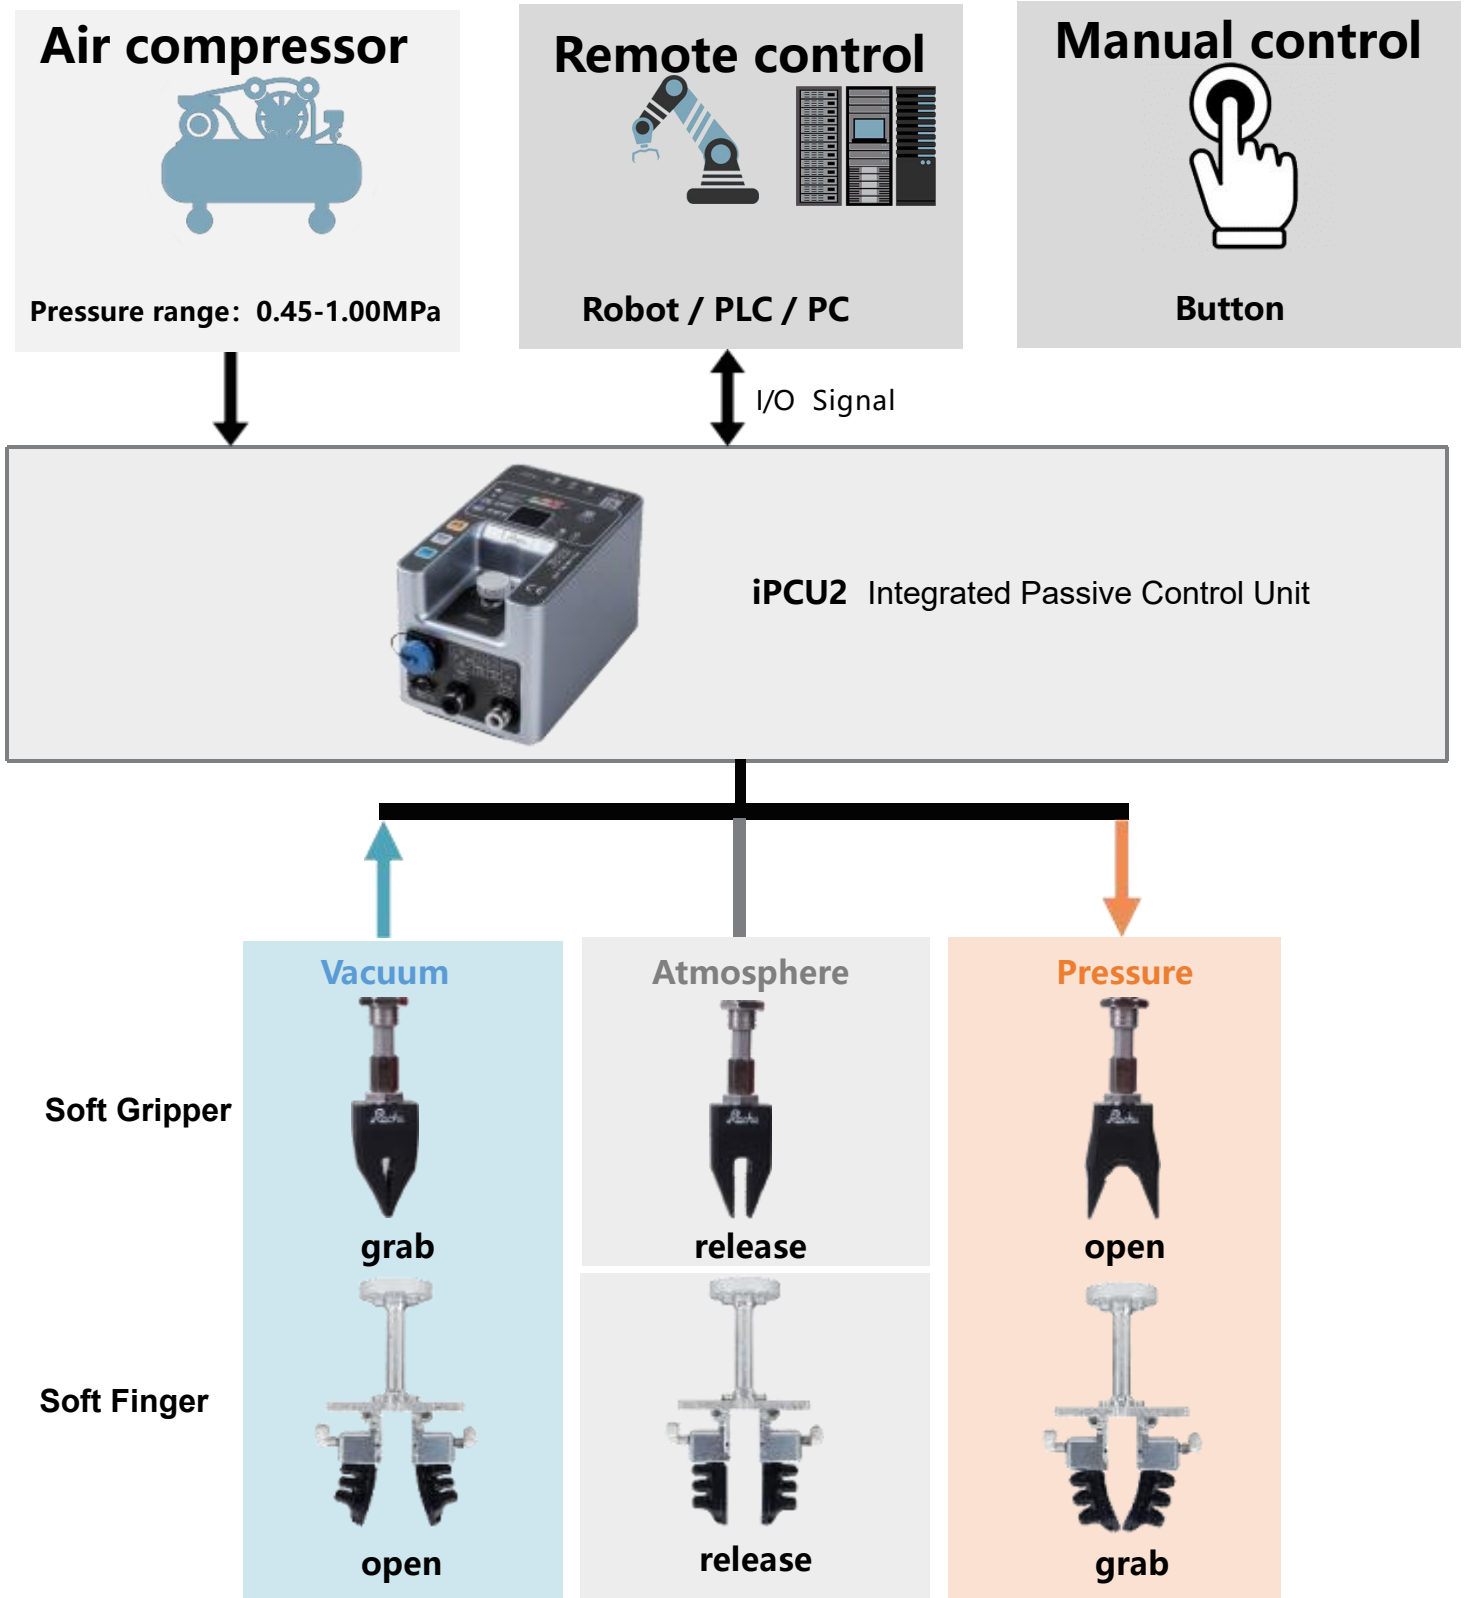 Air compressor
Remote control
Manual control
Pressure range: 0.45-1.00MPa
Robot / PLC / PC
Button
I/O Signal
iPCU2 Integrated Passive Control Unit
Vacuum
Atmosphere
Pressure
Soft Gripper
grab
release
open
Soft Finger
open
release
grab